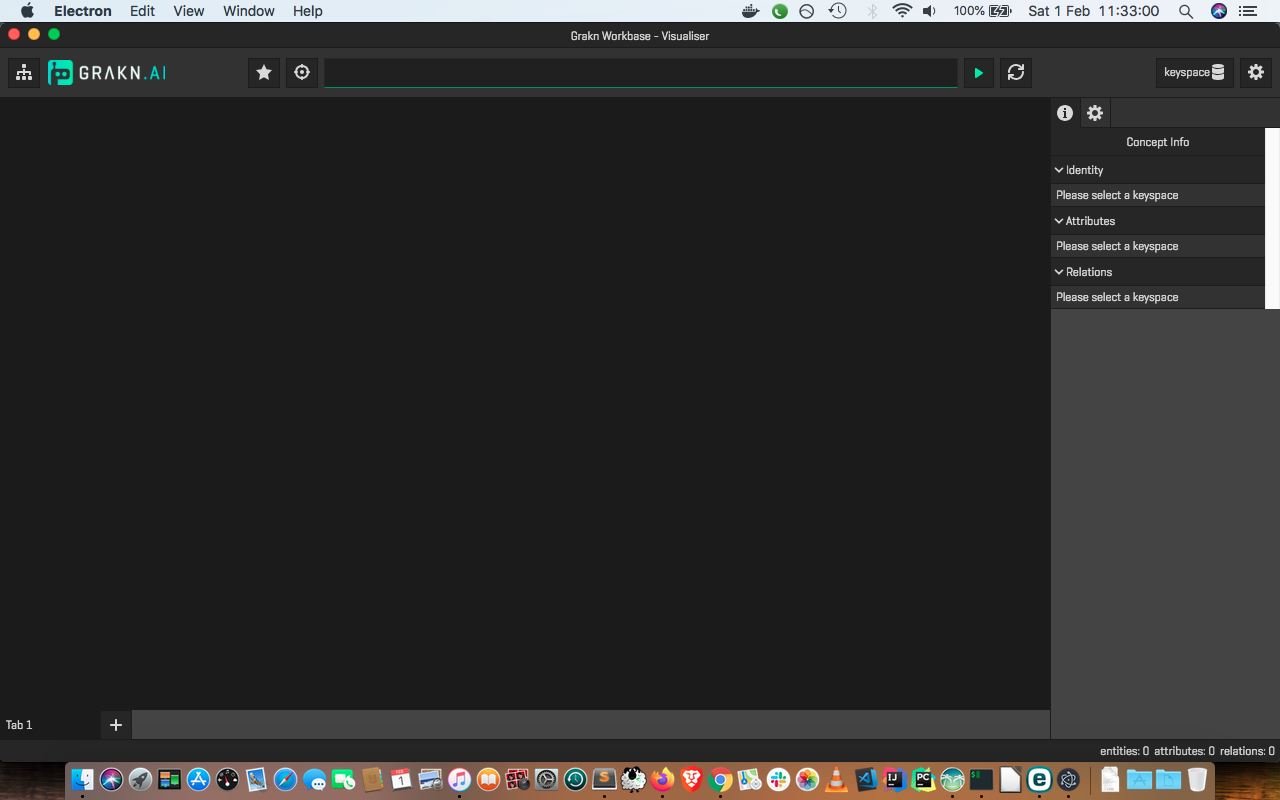 Electron Edit View Window Help 100% Sat 1 Feb 11:33:00
Grakn Workbase - Visualiser
GRAKN.AI keyspace
Concept Info
Identity
Please select a keyspace
Attributes
Please select a keyspace
Relations
Please select a keyspace
Tab 1
entities: 0 attributes: 0 relations: 0